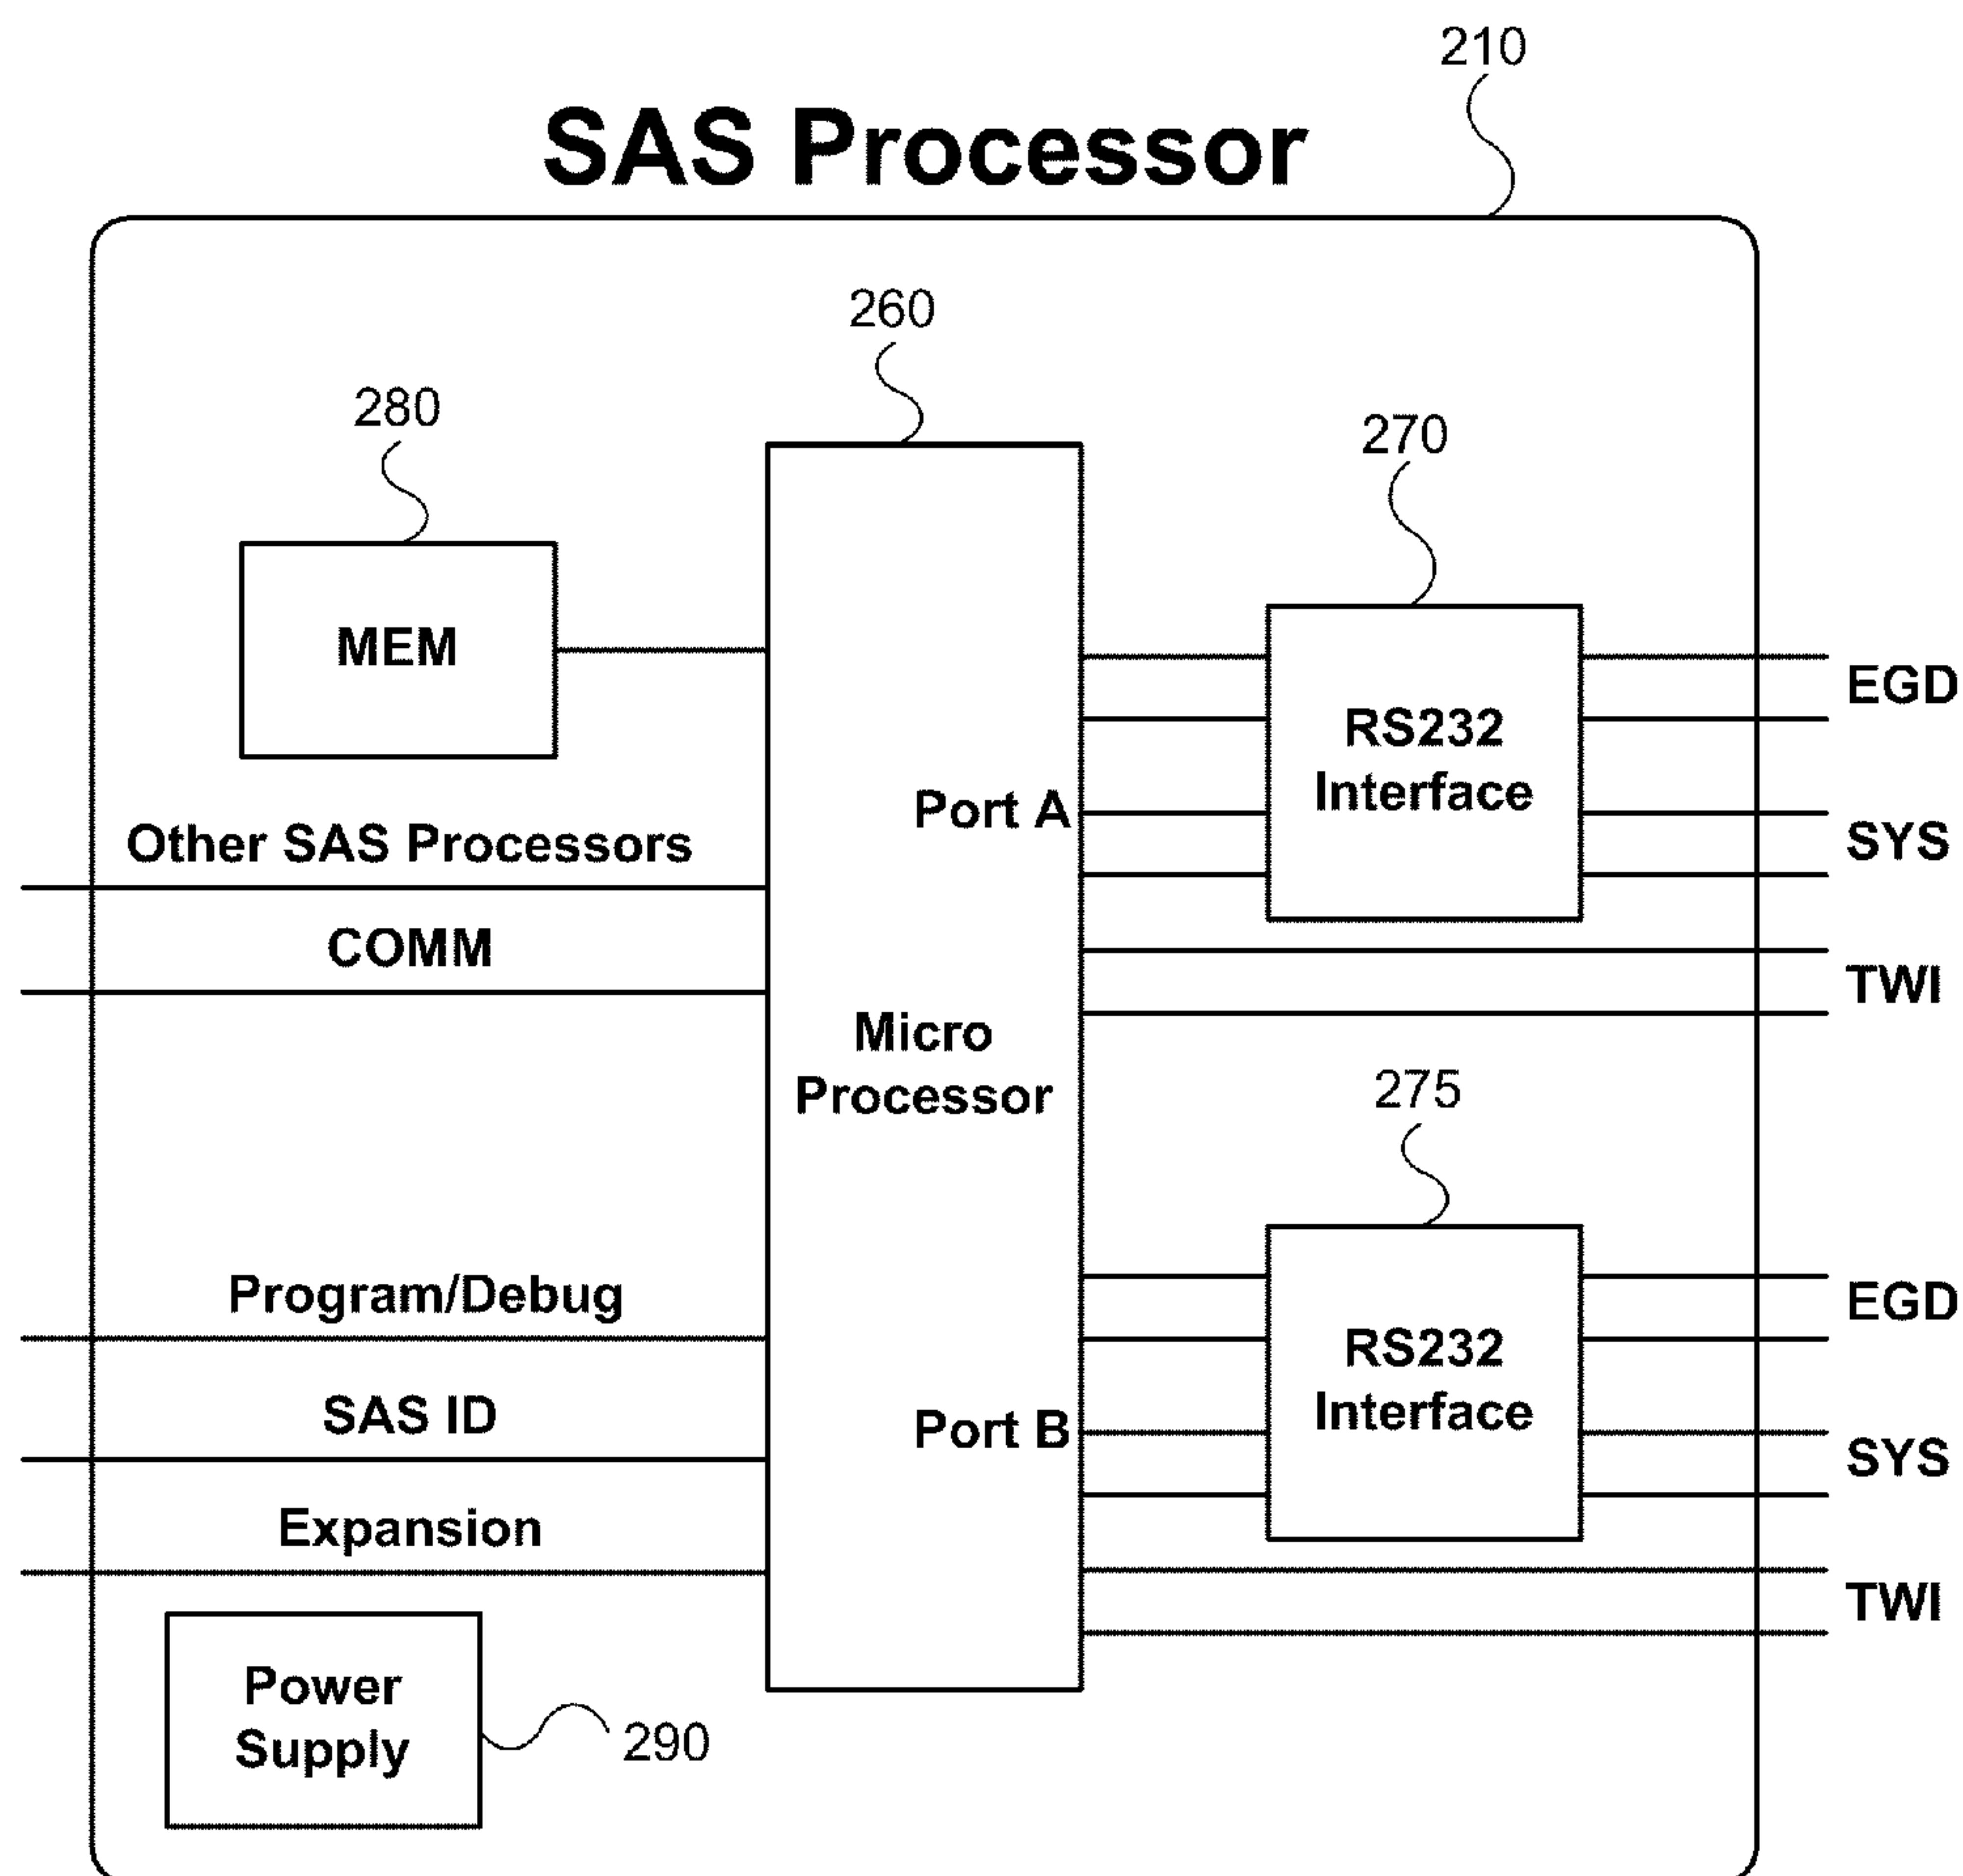 210
SAS Processor
260
280
270
MEM
EGD
RS232
Interface
Port A
Other SAS Processors
SYS
COMM
TWI
Micro
Processor
275
Program/Debug
EGD
RS232
Interface
SAS ID
Port B
SYS
Expansion
TWI
Power
Supply
290